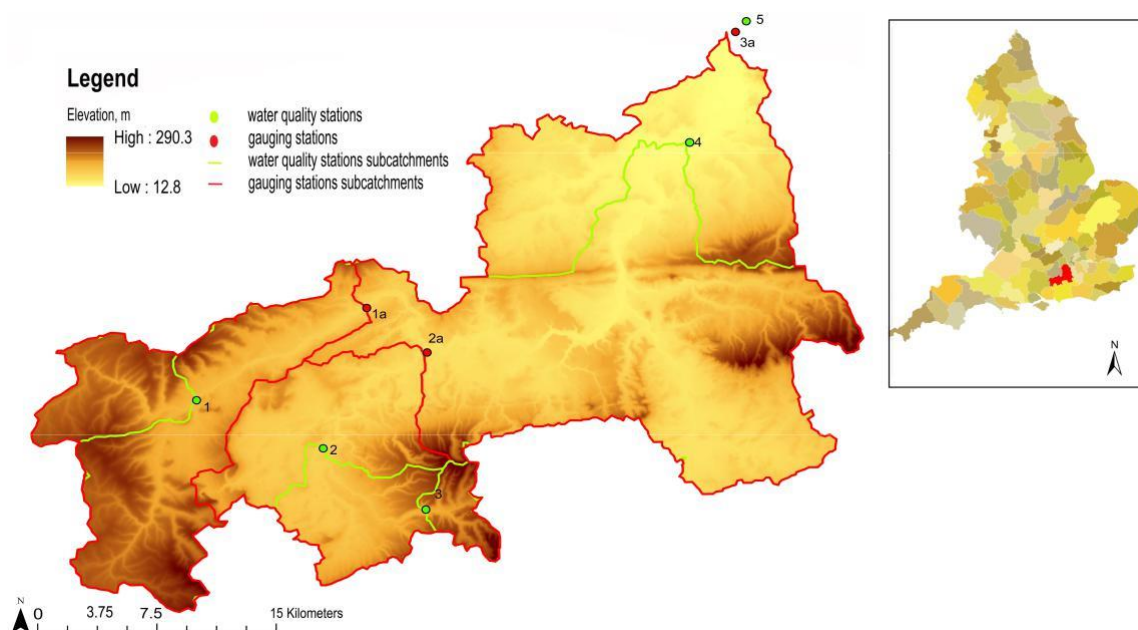 Legend
Elevation, m
High : 290.3
Low : 12.8
water quality stations
gauging stations
water quality stations subcatchments
gauging stations subcatchments
5
3a
4
1a
2a
1
2
3
N
N
0 3.75 7.5 15 Kilometers